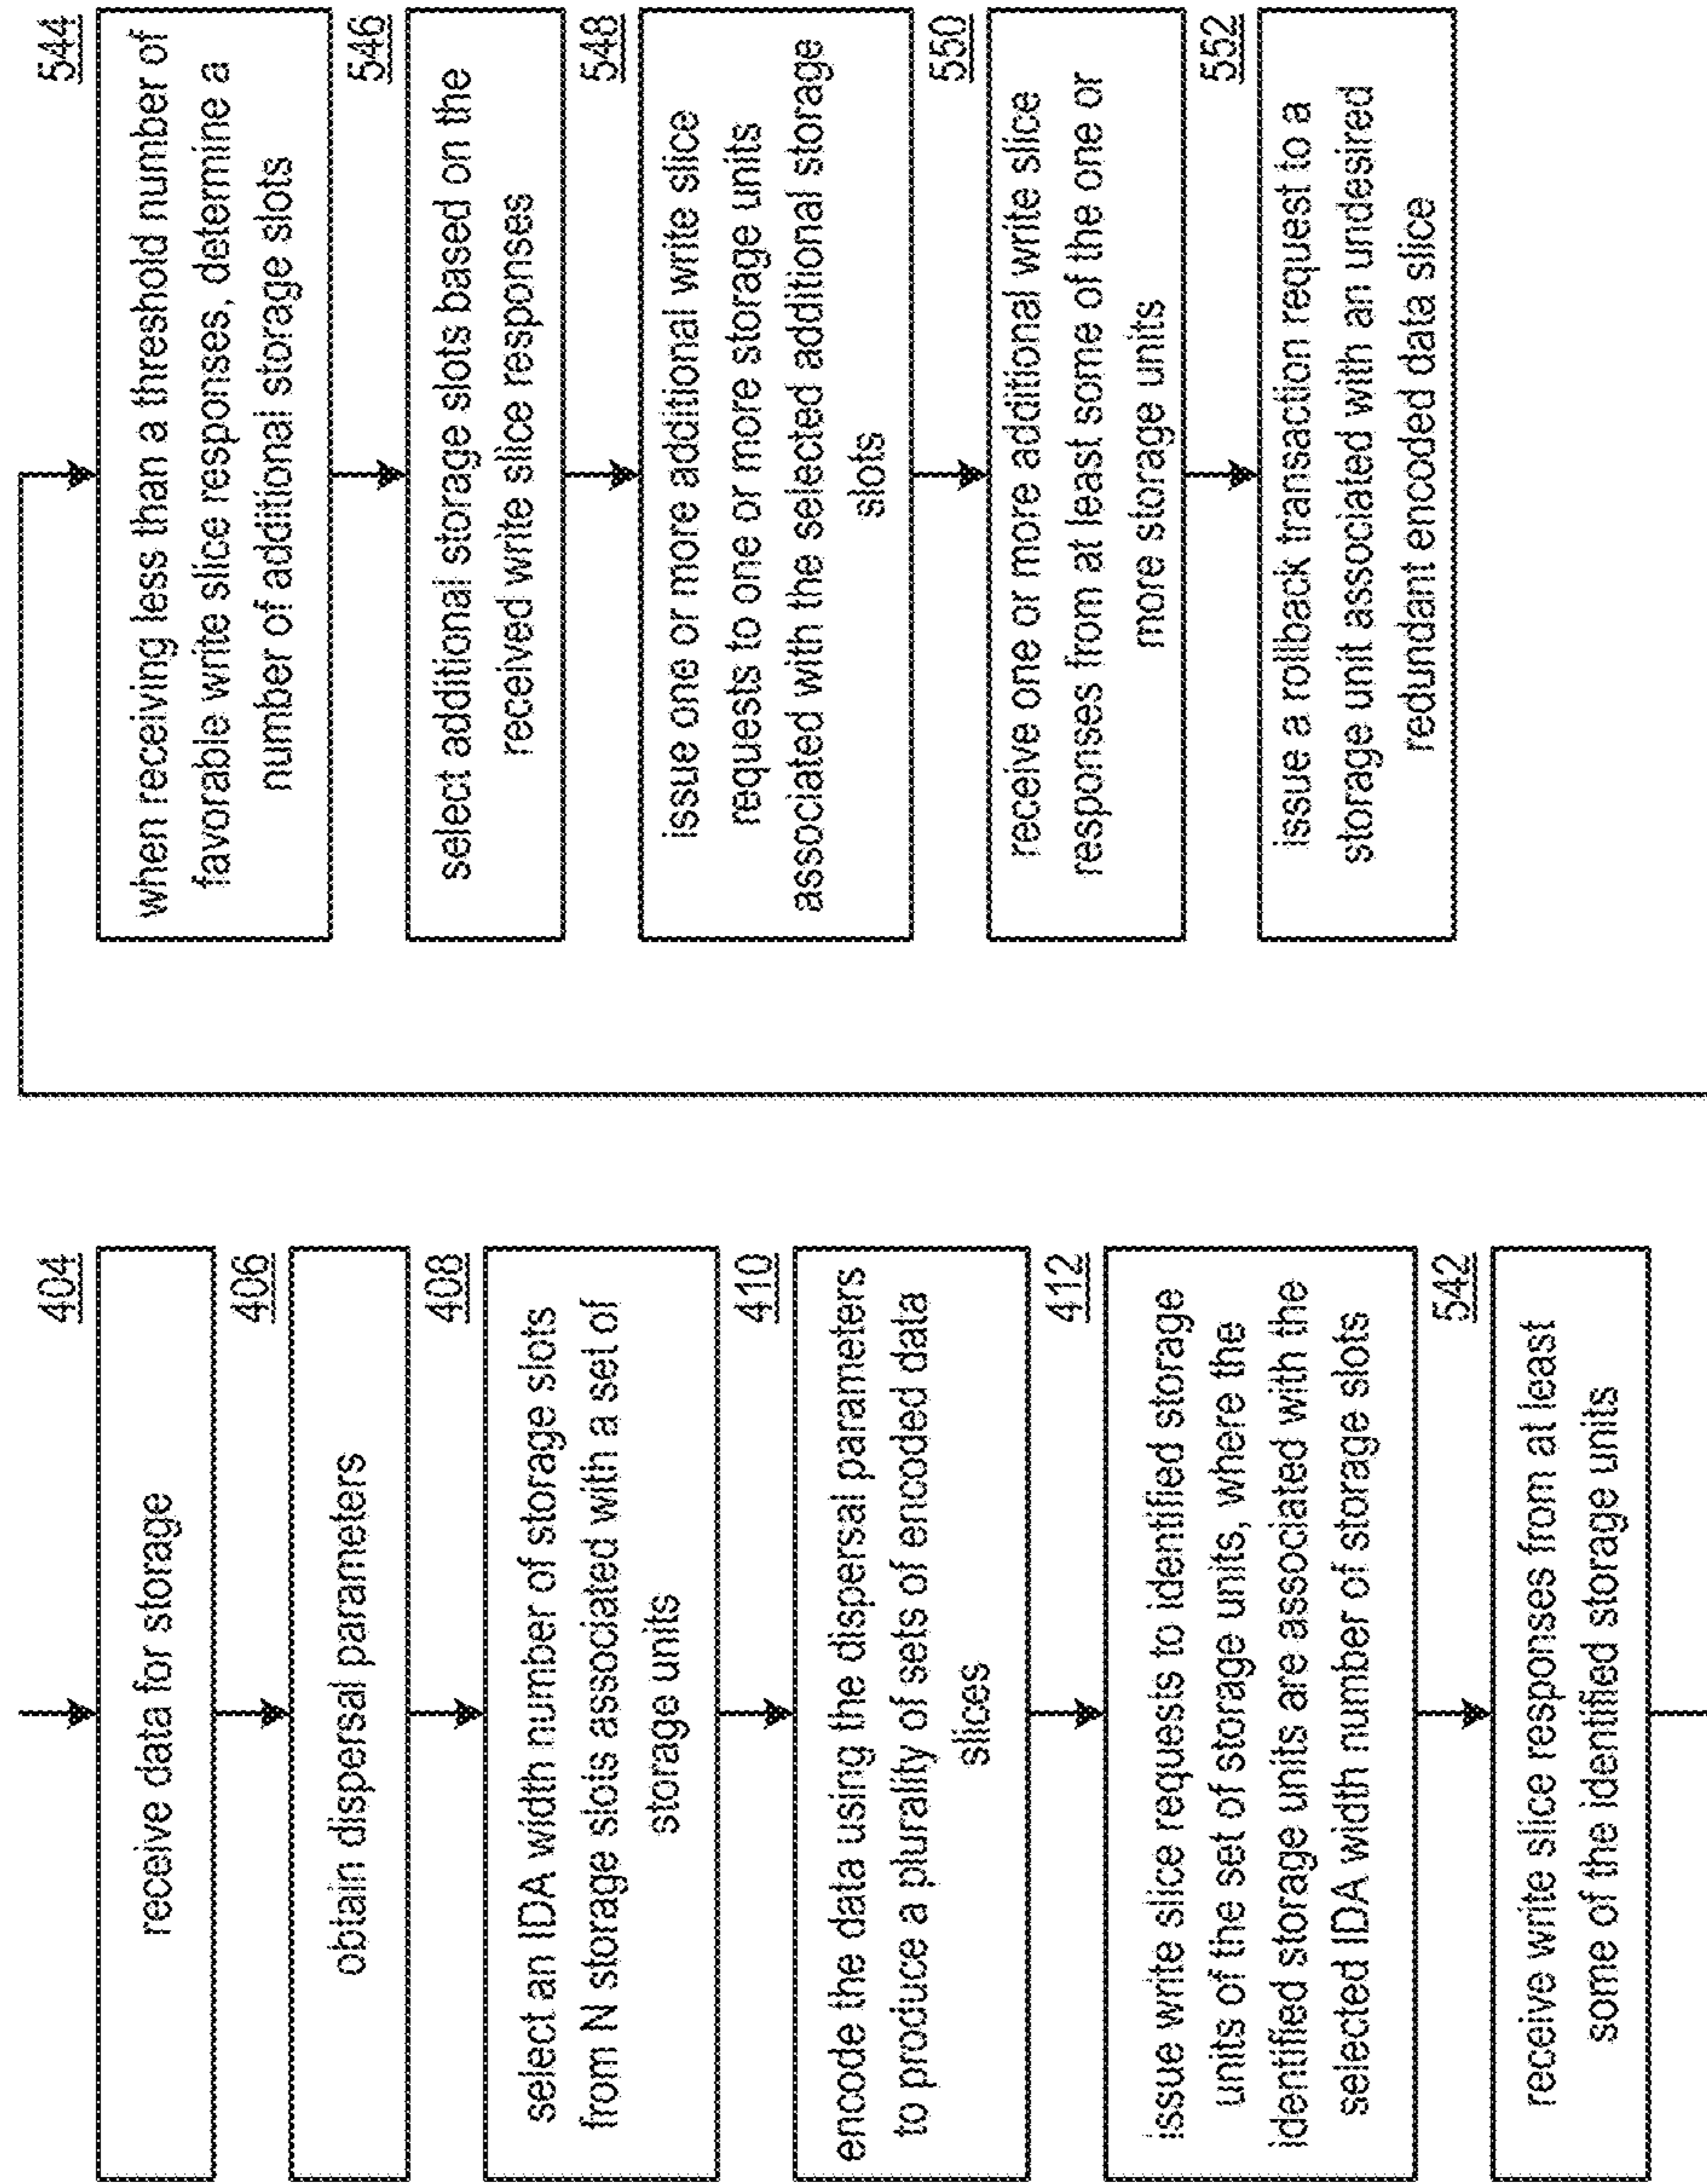 404
receive data for storage
406
obtain dispersal parameters
408
select an IDA width number of storage slots
from N storage slots associated with a set of
storage units
410
encode the data using the dispersal parameters
to produce a plurality of sets of encoded data
slices
412
issue write slice requests to identified storage
units of the set of storage units, where the
identified storage units are associated with the
selected IDA width number of storage slots
542
receive write slice responses from at least
some of the identified storage units
544
when receiving less than a threshold number of
favorable write slice responses, determine a
number of additional storage slots
546
select additional storage slots based on the
received write slice responses
548
issue one or more additional write slice
requests to one or more storage units
associated with the selected additional storage
slots
550
receive one or more additional write slice
responses from at least some of the one or
more storage units
552
issue a rollback transaction request to a
storage unit associated with an undesired
redundant encoded data slice